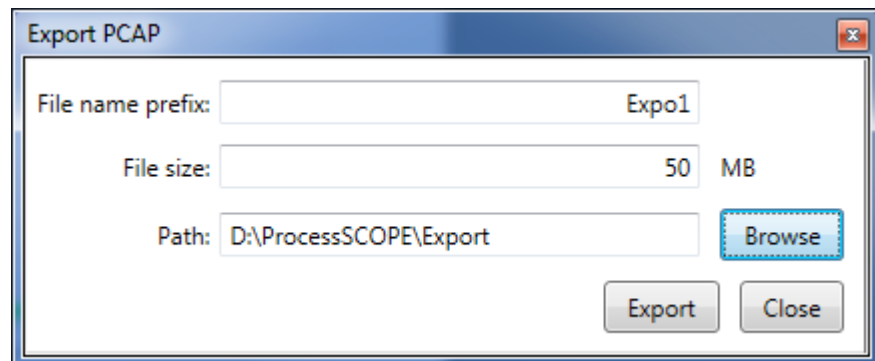 Export PCAP
File name prefix: Expo1
File size: 50 MB
Path: D:\ProcessSCOPE\Export Browse
Export Close